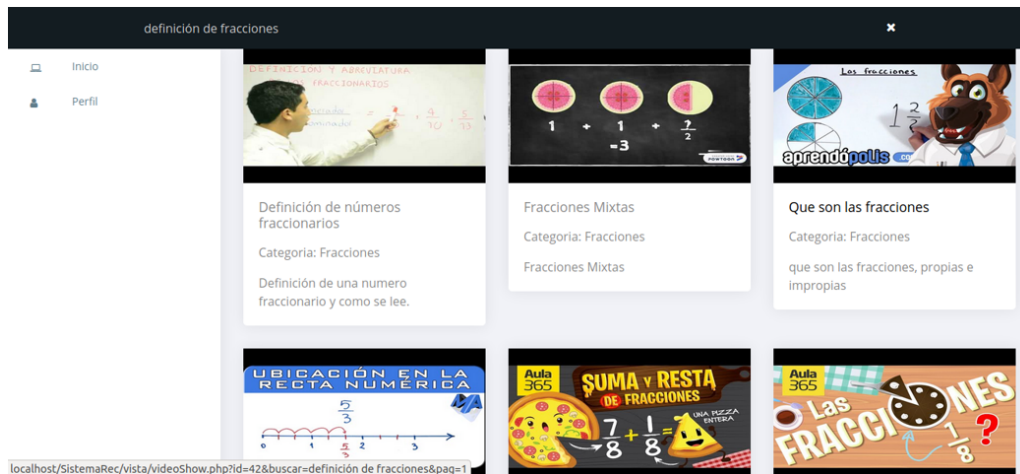 definición de fracciones
Inicio
Perfil
DEFINICION Y ABREVIATURA
FRACCIONARIOS
Las fracciones
1 + 1 + 2
=3
POWTOON
aprendópolis
Definición de números
fraccionarios
Categoria: Fracciones
Definición de una numero
fraccionario y como se lee.
Fracciones Mixtas
Categoria: Fracciones
Fracciones Mixtas
Que son las fracciones
Categoria: Fracciones
que son las fracciones, propias e
impropias
UBICACIÓN EN LA
RECTA NUMÉRICA
5
3
0 1 5 2 3
3
MA
Aula
365
SUMA Y RESTA
DE FRACCIONES
7 + 1 =
8 8
UNA PIZZA
ENTERA
Aula
365
Las
FRACCIONES
1
8
?
localhost/SistemaRec/vista/videoShow.php?id=42&buscar=definición de fracciones&pag=1